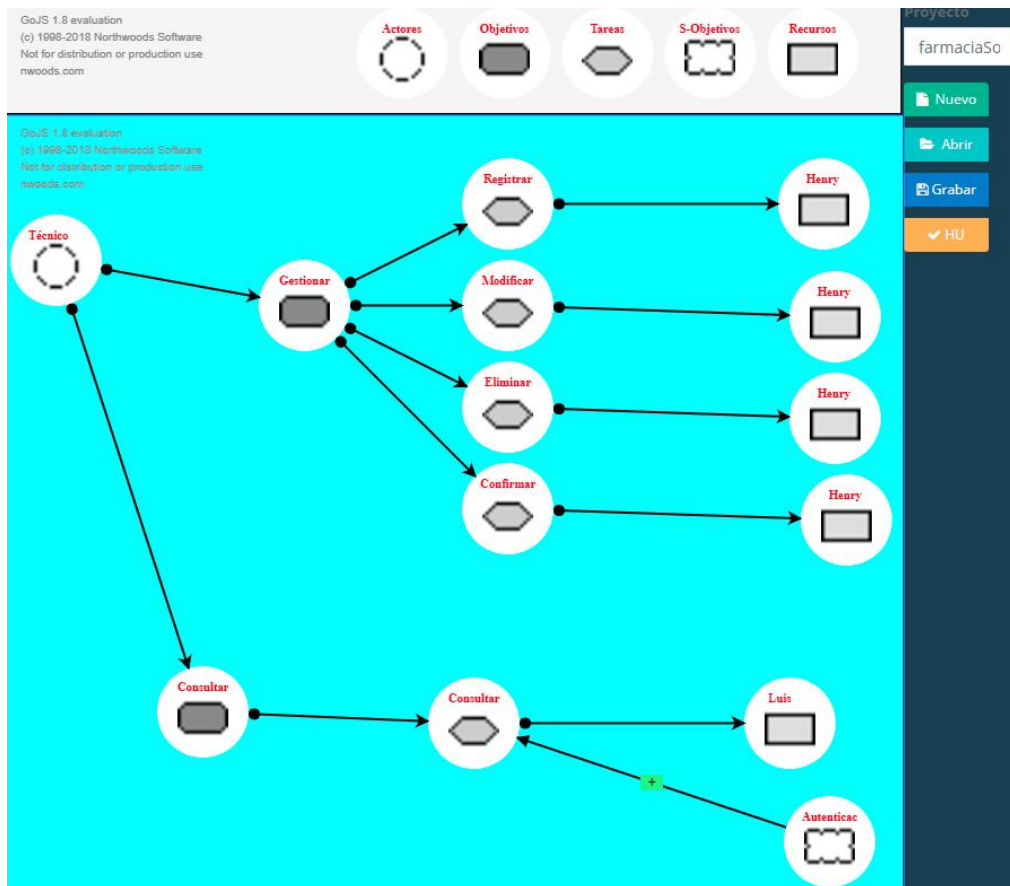 GoJS 1.8 evaluation
(c) 1998-2018 Northwoods Software
Not for distribution or production use
nwoods.com
Actores
Objetivos
Tareas
S-Objetivos
Recursos
Proyecto
farmaciaSo
Nuevo
Abrir
Grabar
HU
GoJS 1.8 evaluation
(c) 1998-2018 Northwoods Software
Not for distribution or production use
nwoods.com
Registrar
Henry
Técnico
Gestionar
Modificar
Henry
Eliminar
Henry
Confirmar
Henry
Consultar
Consultar
Luis
+
Autenticac